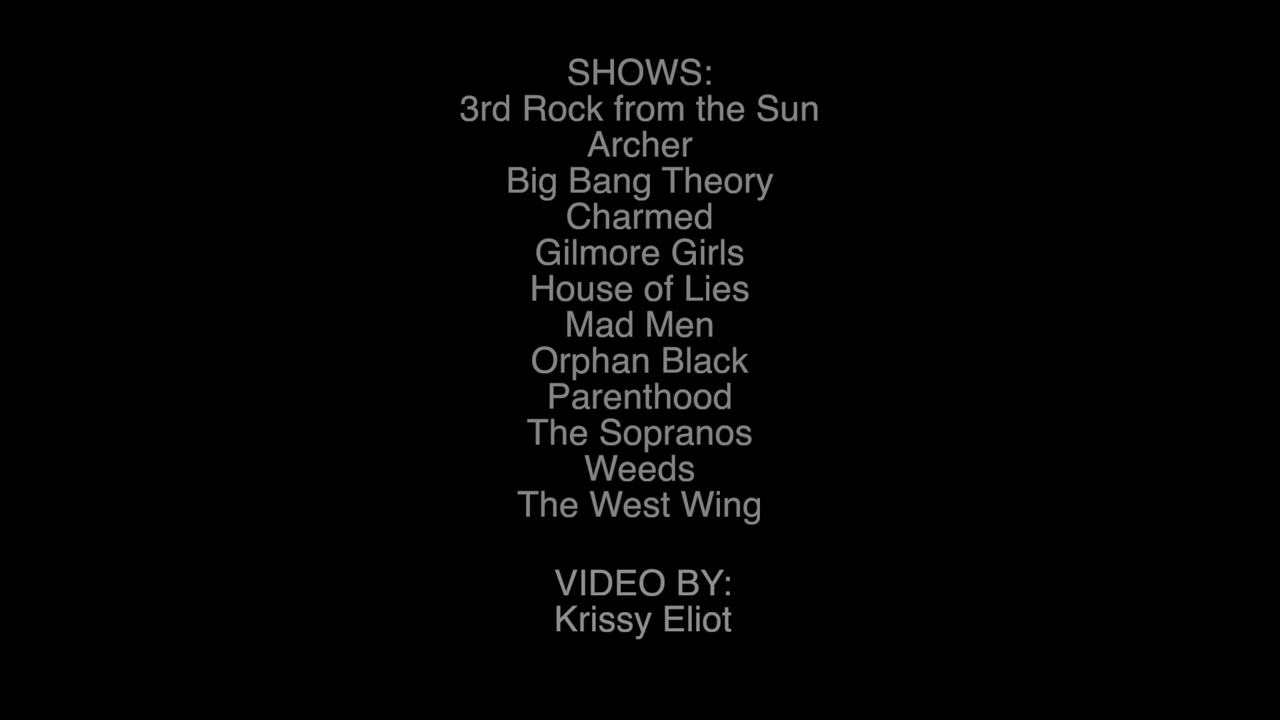 SHOWS:
3rd Rock from the Sun
Archer
Big Bang Theory
Charmed
Gilmore Girls
House of Lies
Mad Men
Orphan Black
Parenthood
The Sopranos
Weeds
The West Wing
VIDEO BY:
Krissy Eliot